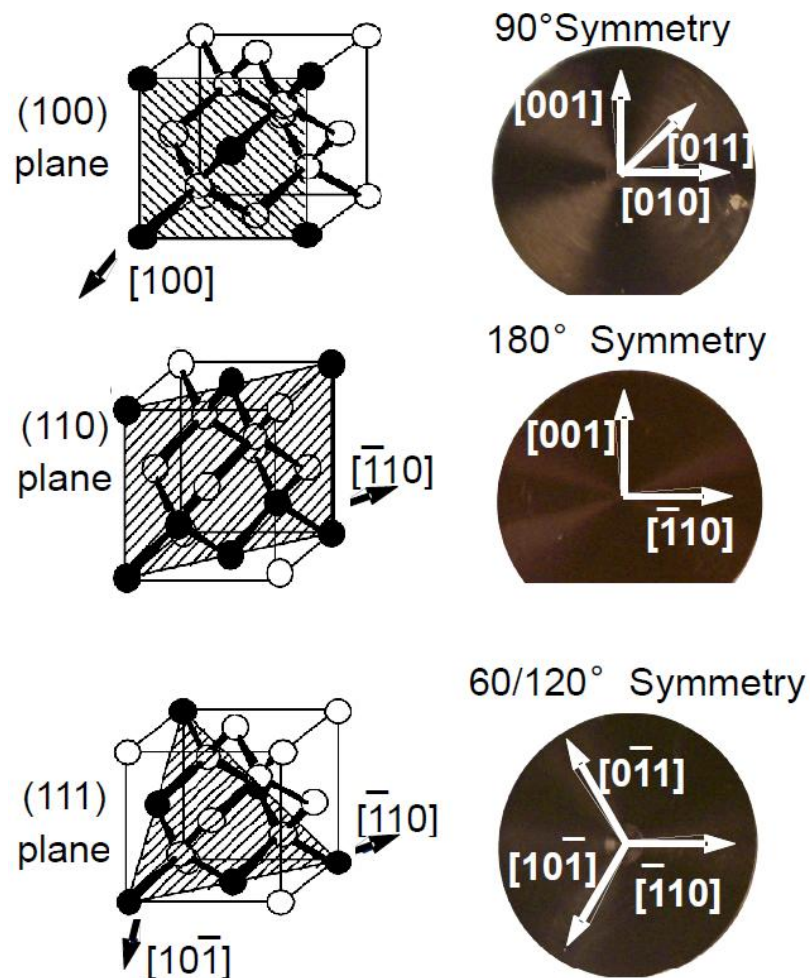 90°Symmetry
(100)
plane
[100]
[001]
[011]
[010]
180° Symmetry
(110)
plane
[1̅10]
[001]
[1̅10]
60/120° Symmetry
(111)
plane
[1̅10]
[101̅]
[01̅1]
[101̅]
[1̅10]